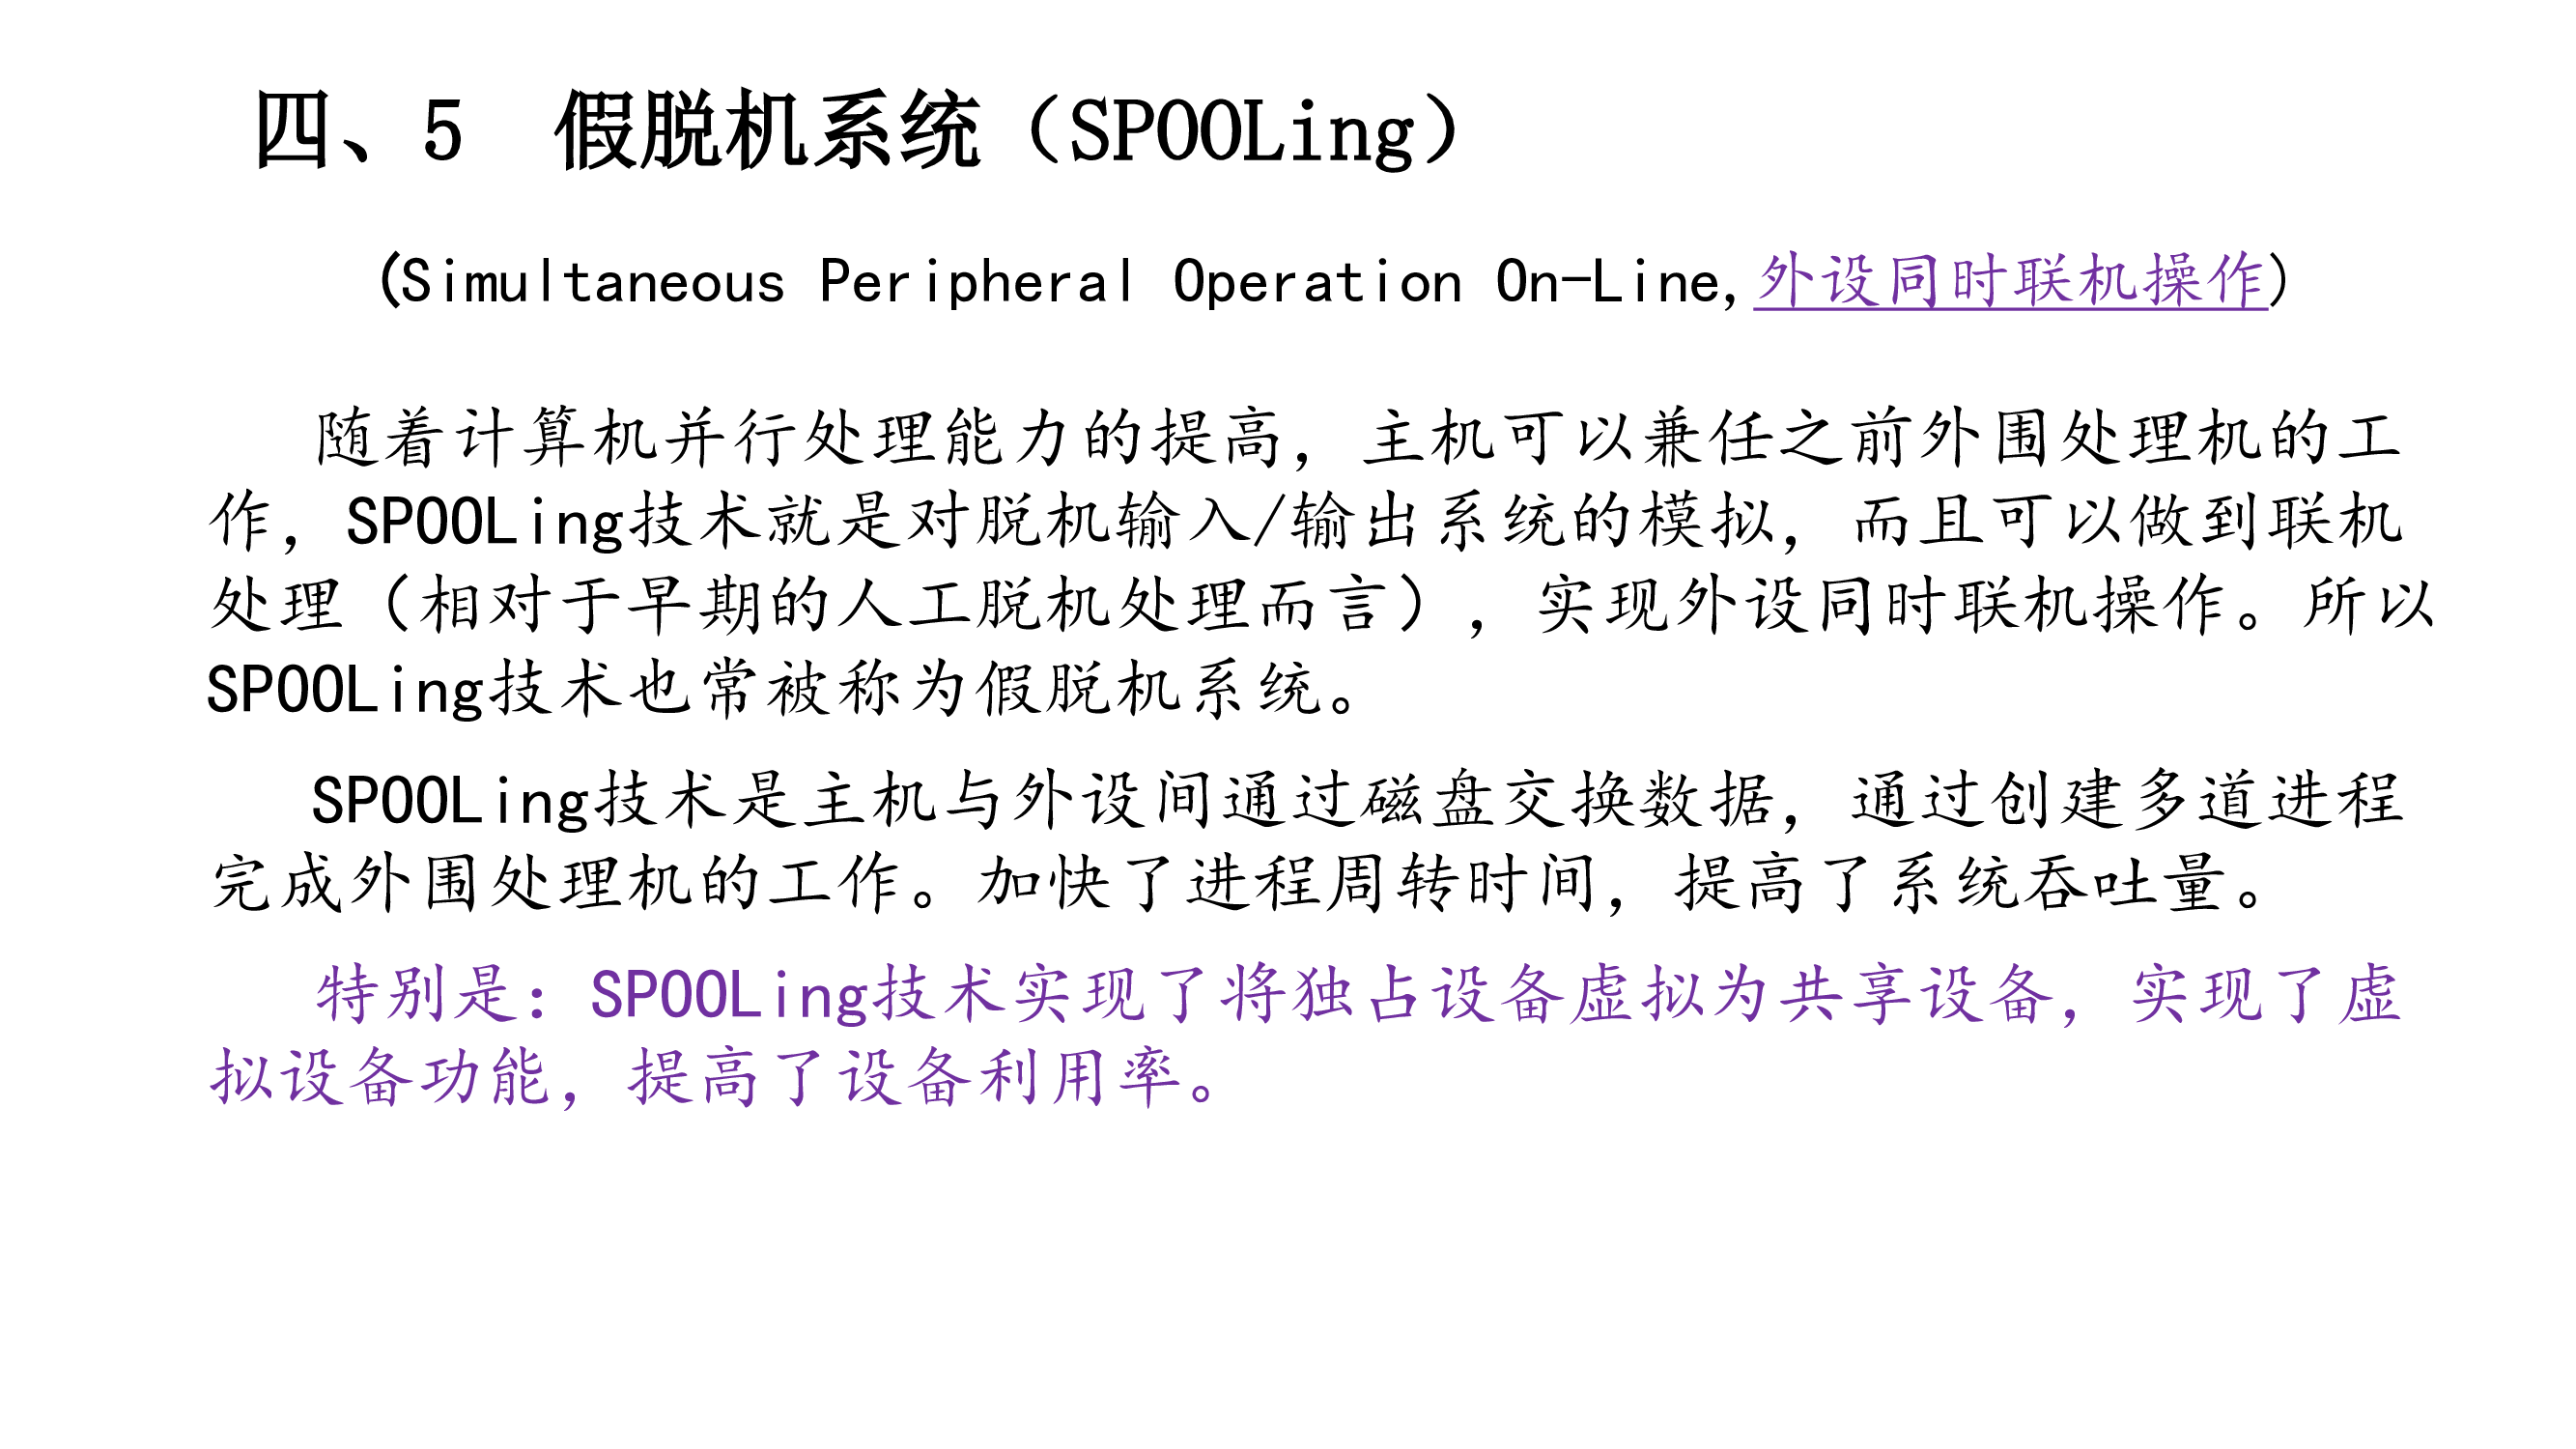 四、5　假脱机系统（SPOOLing）
(Simultaneous Peripheral Operation On-Line,外设同时联机操作)
随着计算机并行处理能力的提高，主机可以兼任之前外围处理机的工
作，SPOOLing技术就是对脱机输入/输出系统的模拟，而且可以做到联机
处理（相对于早期的人工脱机处理而言），实现外设同时联机操作。所以
SPOOLing技术也常被称为假脱机系统。
SPOOLing技术是主机与外设间通过磁盘交换数据，通过创建多道进程
完成外围处理机的工作。加快了进程周转时间，提高了系统吞吐量。
特别是：SPOOLing技术实现了将独占设备虚拟为共享设备，实现了虚
拟设备功能，提高了设备利用率。